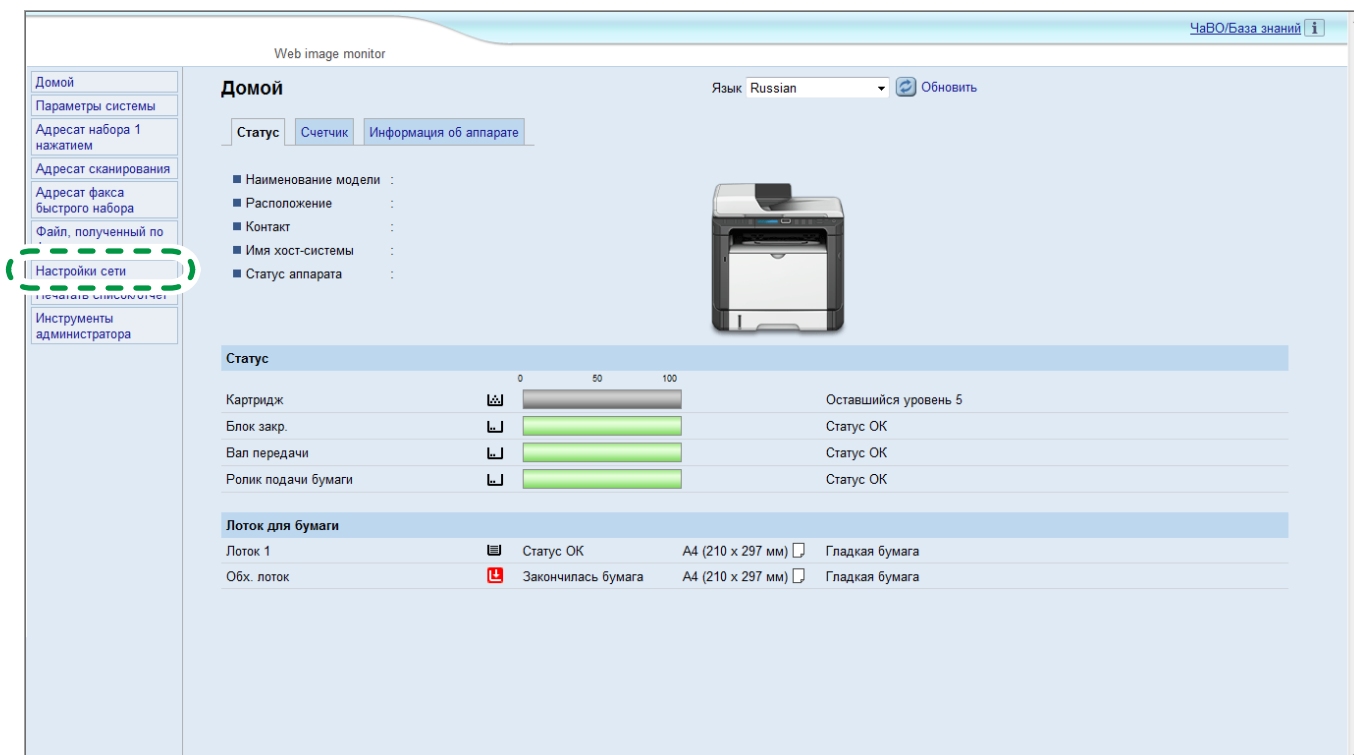 ЧаВО/База знаний
Web image monitor
Домой
Параметры системы
Адресат набора 1
нажатием
Адресат сканирования
Адресат факса
быстрого набора
Файл, полученный по
Настройки сети
Печатать список/отчет
Инструменты
администратора
Домой
Язык Russian Обновить
Статус Счетчик Информация об аппарате
Наименование модели :
Расположение :
Контакт :
Имя хост-системы :
Статус аппарата :
Статус
0 50 100
Картридж Оставшийся уровень 5
Блок закр. Статус ОК
Вал передачи Статус ОК
Ролик подачи бумаги Статус ОК
Лоток для бумаги
Лоток 1 Статус ОК A4 (210 x 297 мм) Гладкая бумага
Обх. лоток Закончилась бумага A4 (210 x 297 мм) Гладкая бумага